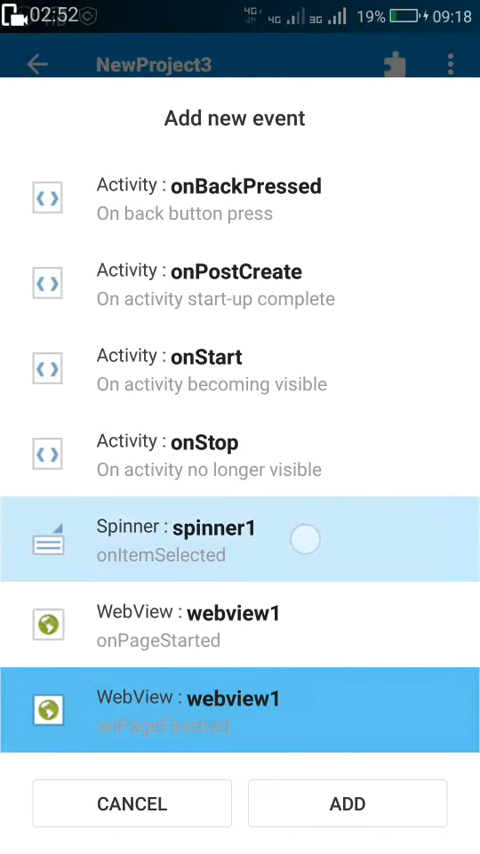 02:52 4G 4G 3G 19% 09:18
NewProject3
Add new event
Activity : onBackPressed
On back button press
Activity : onPostCreate
On activity start-up complete
Activity : onStart
On activity becoming visible
Activity : onStop
On activity no longer visible
Spinner : spinner1
onItemSelected
WebView : webview1
onPageStarted
WebView : webview1
onPageFinished
CANCEL ADD